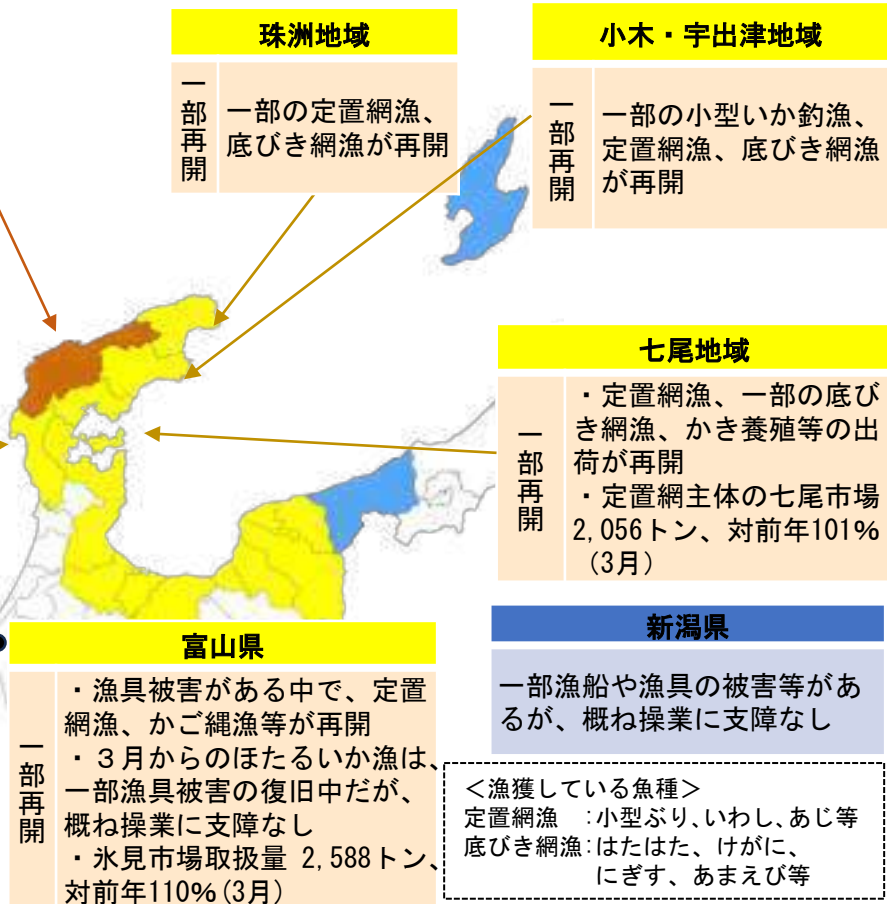 珠洲地域
一部再開
一部の定置網漁、
底びき網漁が再開
小木・宇出津地域
一部再開
一部の小型いか釣漁、
定置網漁、底びき網漁
が再開
七尾地域
一部再開
・定置網漁、一部の底び
き網漁、かき養殖等の出
荷が再開
・定置網主体の七尾市場
2,056トン、対前年101%
(3月)
富山県
一部再開
・漁具被害がある中で、定置
網漁、かご縄漁等が再開
・３月からのほたるいか漁は、
一部漁具被害の復旧中だが、
概ね操業に支障なし
・氷見市場取扱量 2,588トン、
対前年110%(3月)
新潟県
一部漁船や漁具の被害等があ
るが、概ね操業に支障なし
＜漁獲している魚種＞
定置網漁　：小型ぶり、いわし、あじ等
底びき網漁：はたはた、けがに、
にぎす、あまえび等